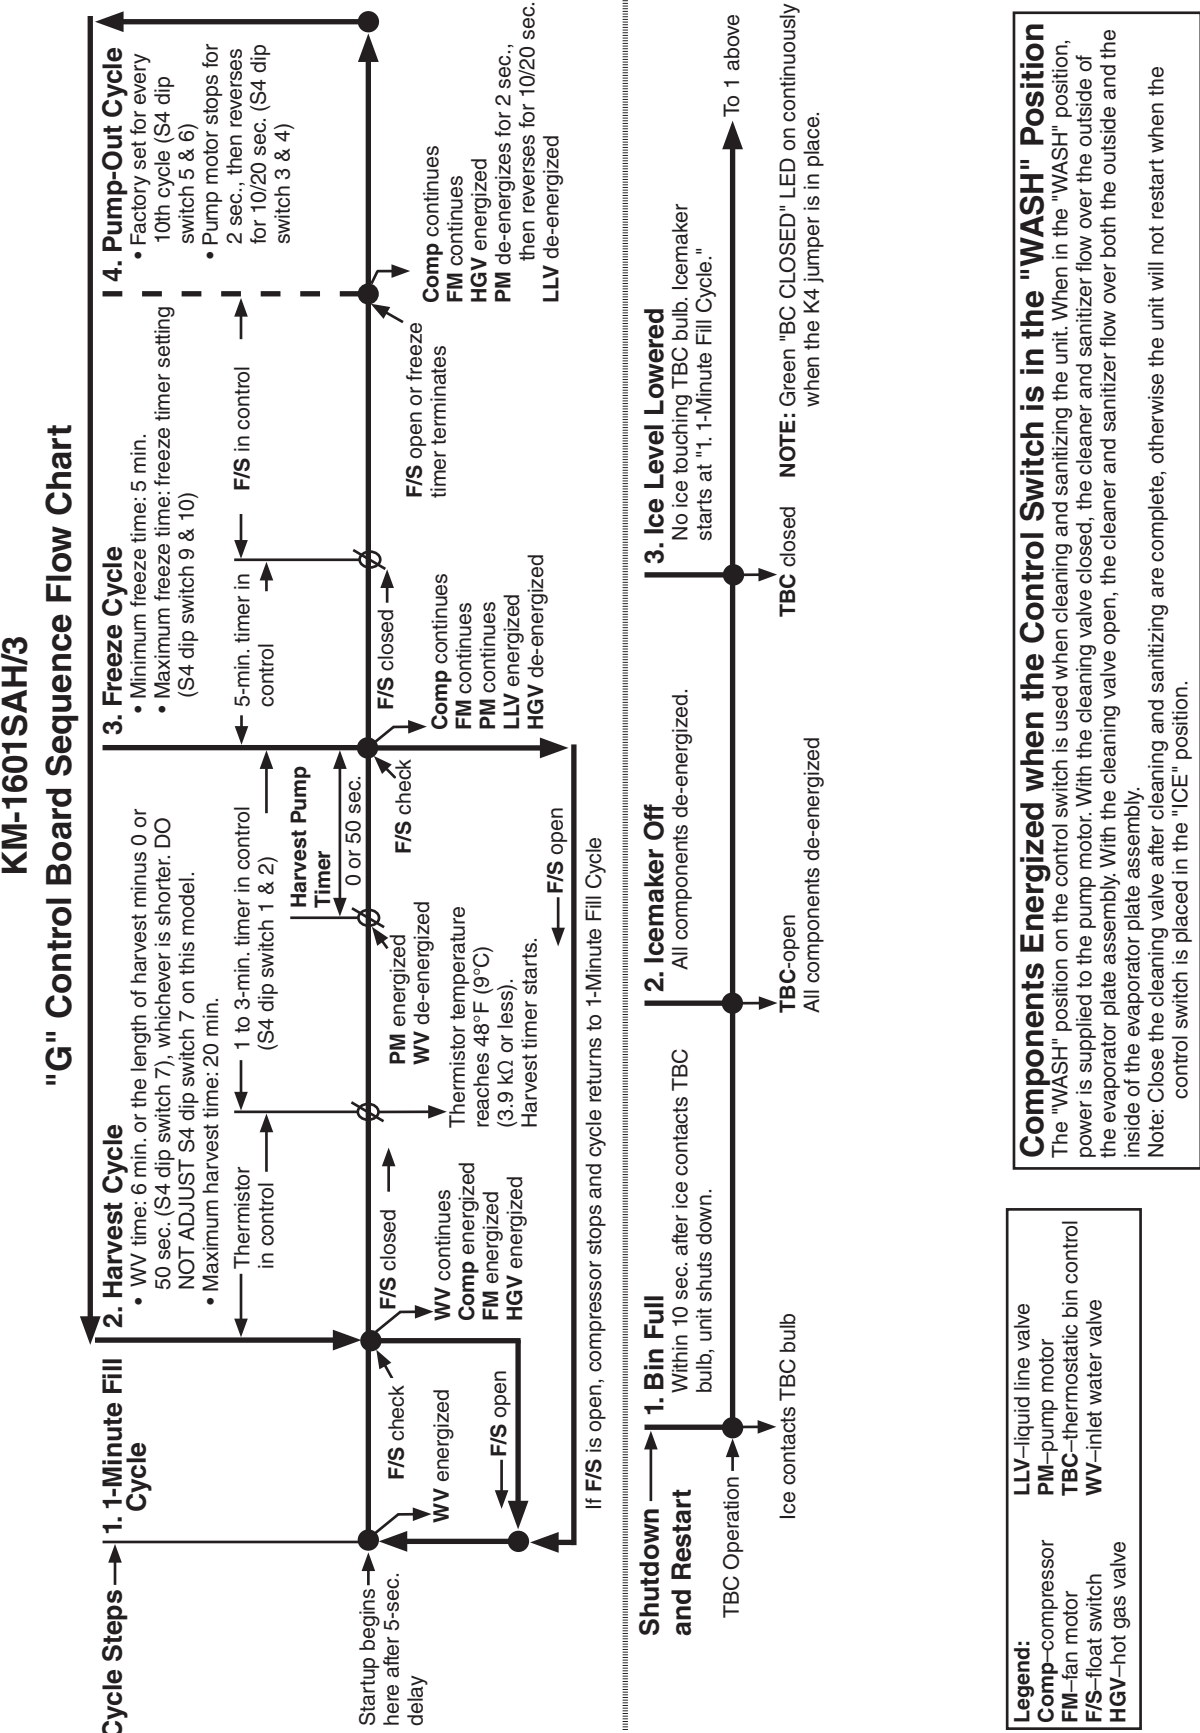 KM-1601SAH/3
"G" Control Board Sequence Flow Chart
Cycle Steps
1. 1-Minute Fill
Cycle
2. Harvest Cycle
• WV time: 6 min. or the length of harvest minus 0 or
50 sec. (S4 dip switch 7), whichever is shorter. DO
NOT ADJUST S4 dip switch 7 on this model.
• Maximum harvest time: 20 min.
Thermistor
in control
1 to 3-min. timer in control
(S4 dip switch 1 & 2)
Harvest Pump
Timer
0 or 50 sec.
3. Freeze Cycle
• Minimum freeze time: 5 min.
• Maximum freeze time: freeze timer setting
(S4 dip switch 9 & 10)
5-min. timer in
control
F/S in control
4. Pump-Out Cycle
• Factory set for every
10th cycle (S4 dip
switch 5 & 6)
• Pump motor stops for
2 sec., then reverses
for 10/20 sec. (S4 dip
switch 3 & 4)
Startup begins
here after 5-sec.
delay
WV energized
F/S check
F/S open
F/S closed
WV continues
Comp energized
FM energized
HGV energized
Thermistor temperature
reaches 48°F (9°C)
(3.9 kΩ or less).
Harvest timer starts.
PM energized
WV de-energized
F/S check
F/S open
F/S closed
Comp continues
FM continues
PM continues
LLV energized
HGV de-energized
F/S open or freeze
timer terminates
Comp continues
FM continues
HGV energized
PM de-energizes for 2 sec.,
then reverses for 10/20 sec.
LLV de-energized
If F/S is open, compressor stops and cycle returns to 1-Minute Fill Cycle
Shutdown
and Restart
1. Bin Full
Within 10 sec. after ice contacts TBC
bulb, unit shuts down.
2. Icemaker Off
All components de-energized.
3. Ice Level Lowered
No ice touching TBC bulb. Icemaker
starts at "1. 1-Minute Fill Cycle."
TBC Operation
To 1 above
Ice contacts TBC bulb
TBC-open
All components de-energized
TBC closed
NOTE: Green "BC CLOSED" LED on continuously
when the K4 jumper is in place.
Legend:
Comp–compressor
FM–fan motor
F/S–float switch
HGV–hot gas valve
LLV–liquid line valve
PM–pump motor
TBC–thermostatic bin control
WV–inlet water valve
Components Energized when the Control Switch is in the "WASH" Position
The "WASH" position on the control switch is used when cleaning and sanitizing the unit. When in the "WASH" position,
power is supplied to the pump motor. With the cleaning valve closed, the cleaner and sanitizer flow over the outside of
the evaporator plate assembly. With the cleaning valve open, the cleaner and sanitizer flow over both the outside and the
inside of the evaporator plate assembly.
Note: Close the cleaning valve after cleaning and sanitizing are complete, otherwise the unit will not restart when the
control switch is placed in the "ICE" position.